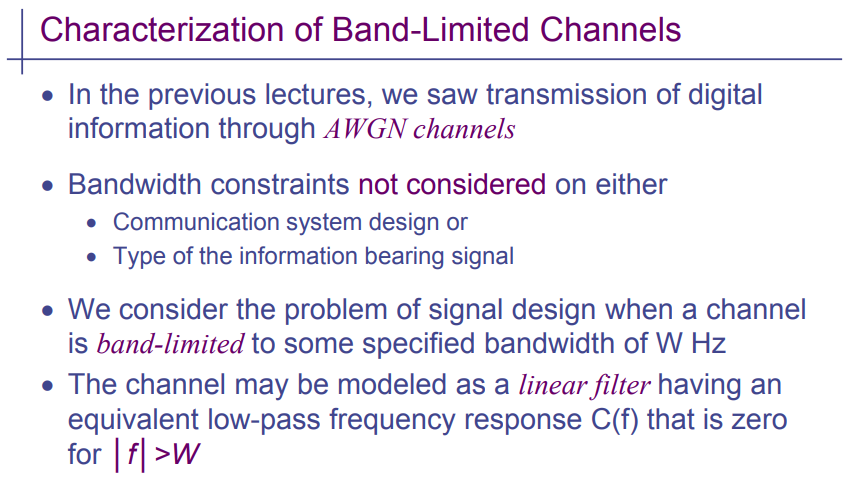 Characterization of Band-Limited Channels
• In the previous lectures, we saw transmission of digital
information through AWGN channels
• Bandwidth constraints not considered on either
• Communication system design or
• Type of the information bearing signal
• We consider the problem of signal design when a channel
is band-limited to some specified bandwidth of W Hz
• The channel may be modeled as a linear filter having an
equivalent low-pass frequency response C(f) that is zero
for |f| >W